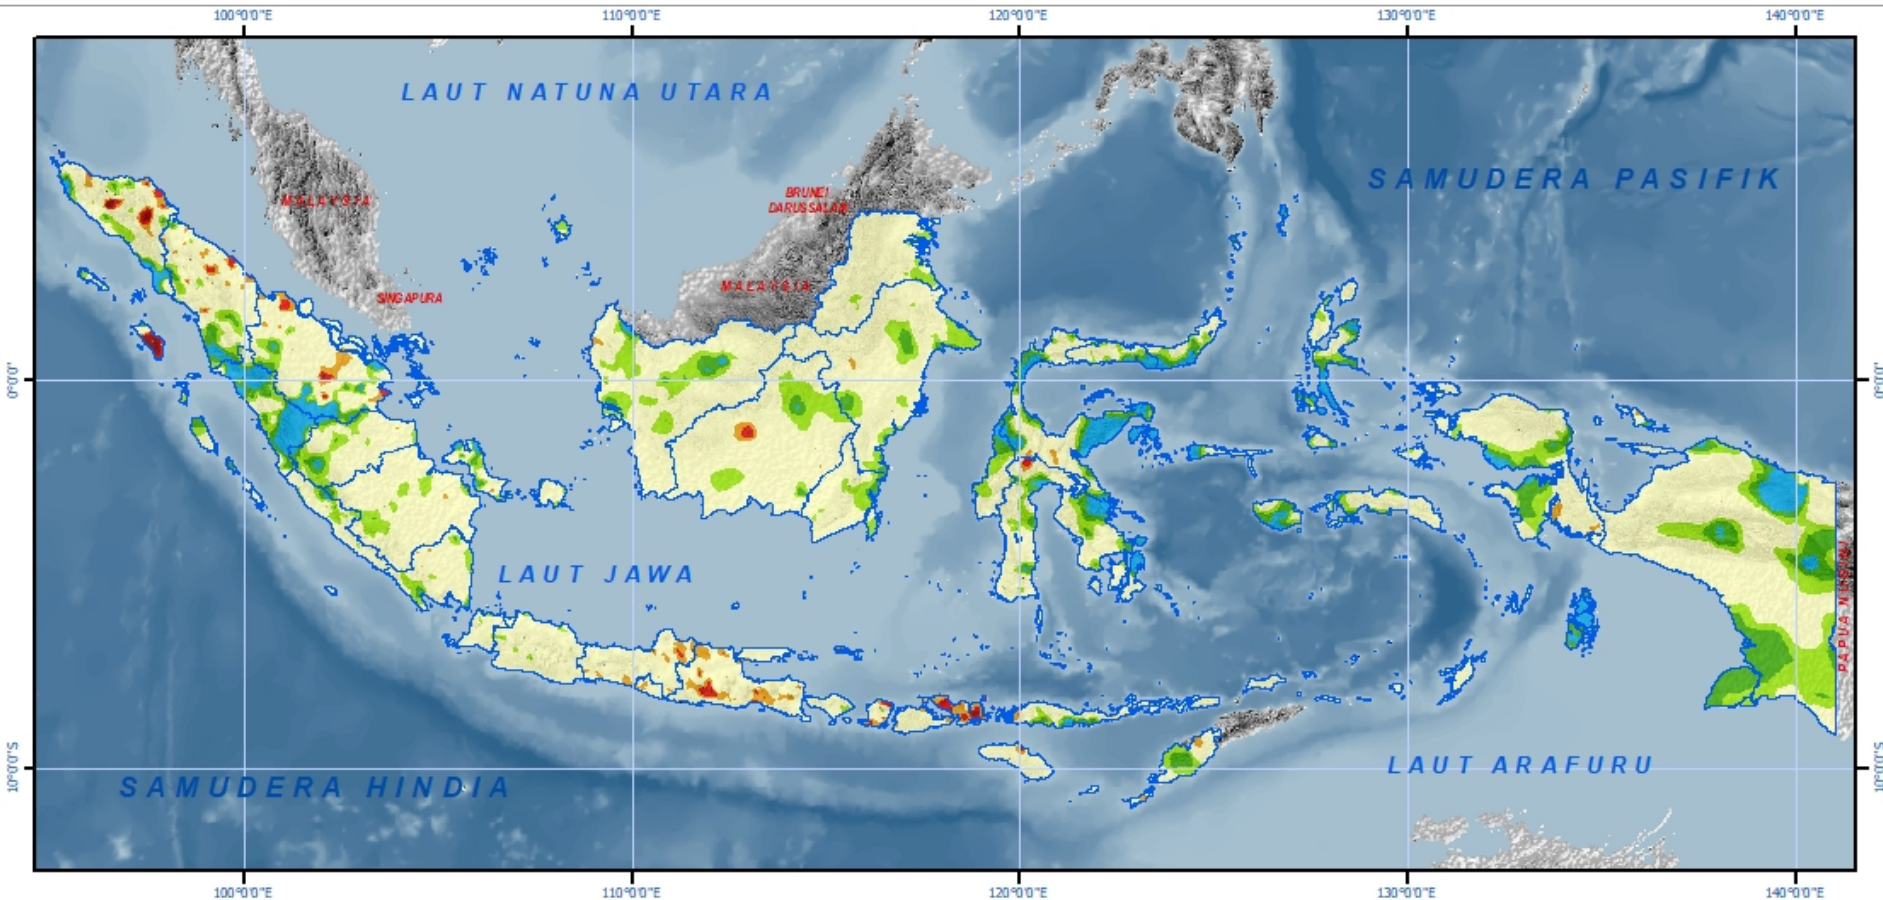 100°0'0"E
110°0'0"E
120°0'0"E
130°0'0"E
140°0'0"E
LAUT NATUNA UTARA
SAMUDERA PASIFIK
BRUNEI
DARUSSALAM
MALAYSIA
MALAYSIA
SINGAPURA
0°0'0"
0°0'0"
LAUT JAWA
PAPUA NUGINI
10°0'0"S
10°0'0"S
LAUT ARAFURU
SAMUDERA HINDIA
100°0'0"E
110°0'0"E
120°0'0"E
130°0'0"E
140°0'0"E